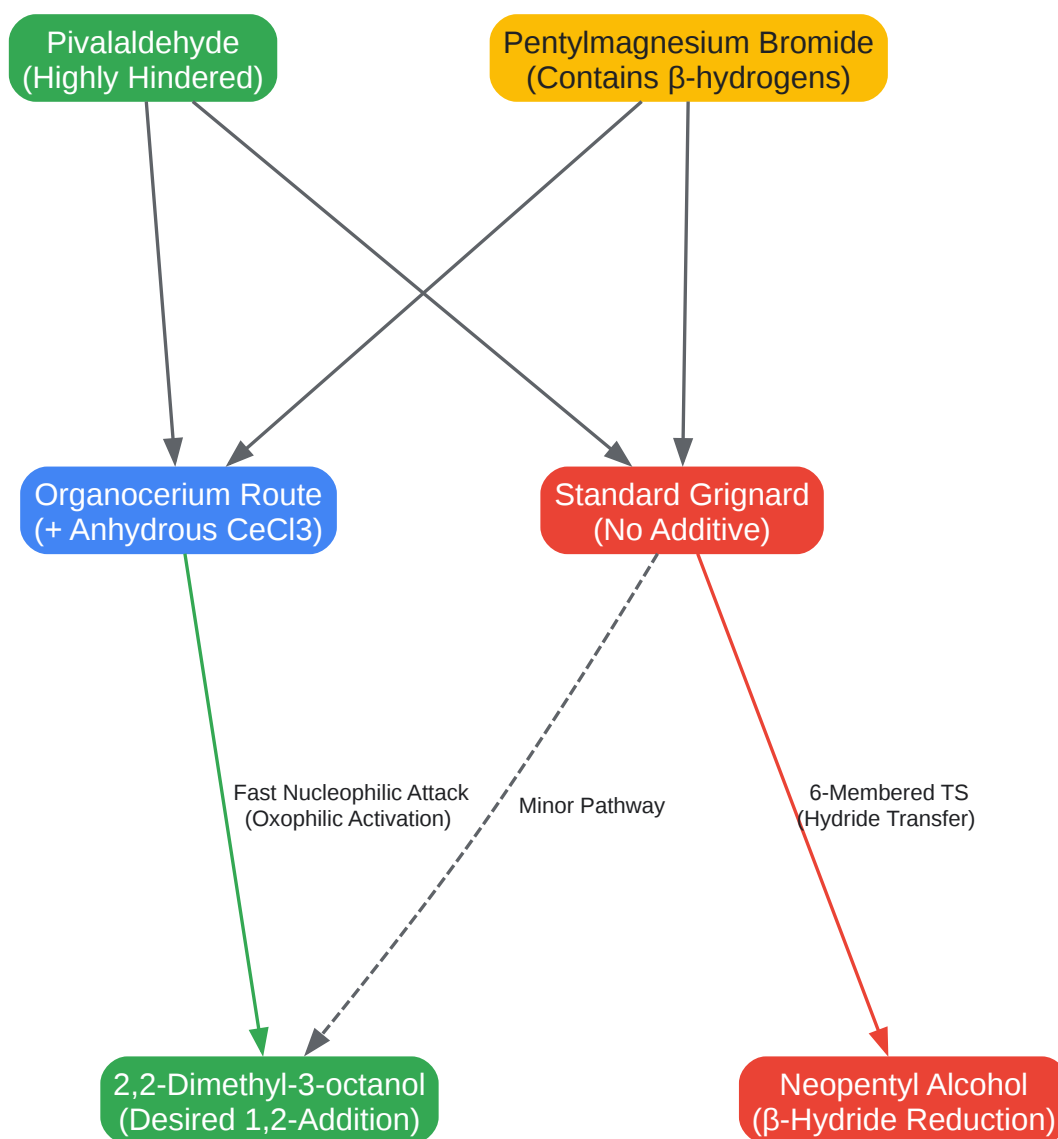 Pivalaldehyde
(Highly Hindered)
Pentylmagnesium Bromide
(Contains β-hydrogens)
Organocerium Route
(+ Anhydrous CeCl3)
Standard Grignard
(No Additive)
Fast Nucleophilic Attack
(Oxophilic Activation)
Minor Pathway
6-Membered TS
(Hydride Transfer)
2,2-Dimethyl-3-octanol
(Desired 1,2-Addition)
Neopentyl Alcohol
(β-Hydride Reduction)